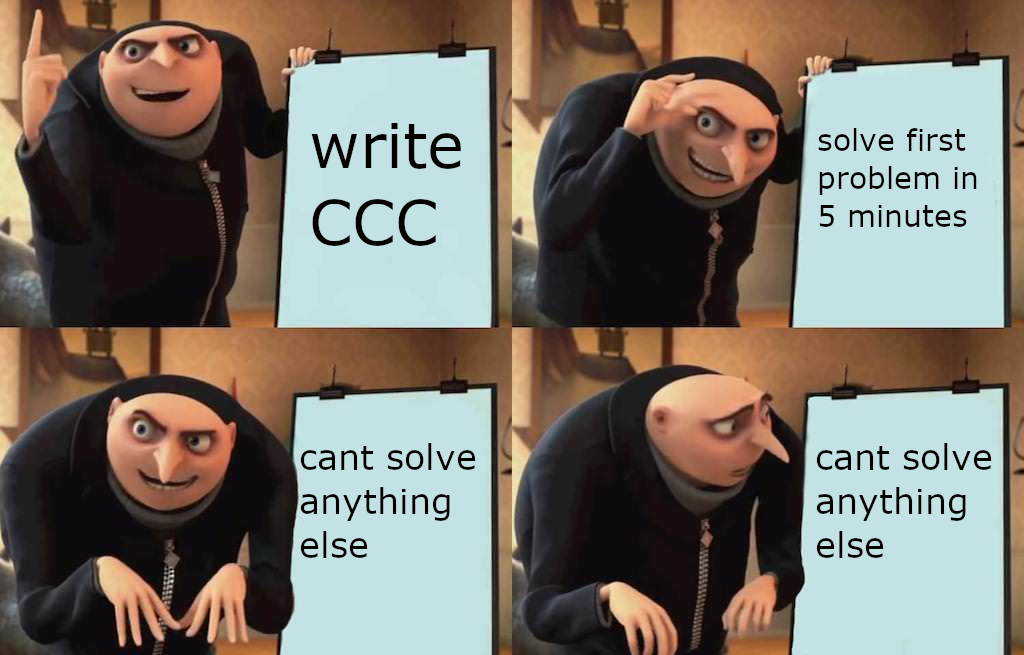 write
CCC
solve first
problem in
5 minutes
cant solve
anything
else
cant solve
anything
else